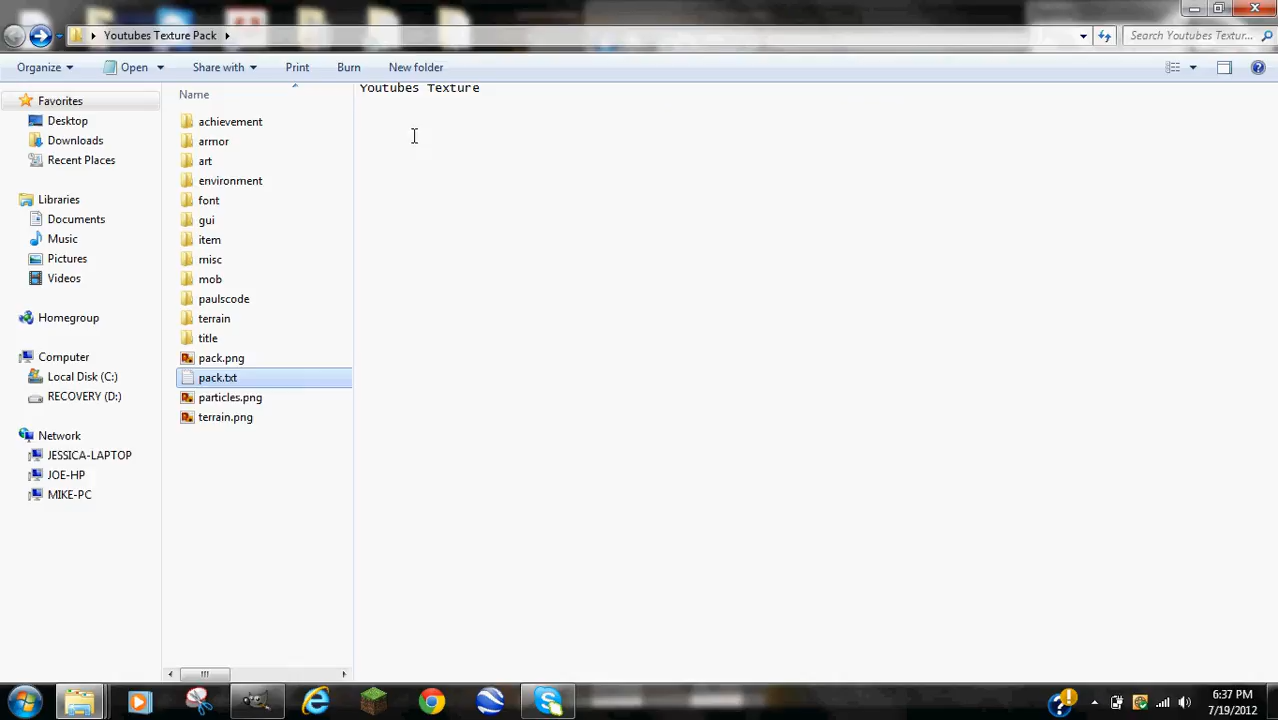 Youtubes Texture Pack
Search Youtubes Textur...
Organize
Open
Share with
Print
Burn
New folder
Favorites
Desktop
Downloads
Recent Places
Libraries
Documents
Music
Pictures
Videos
Homegroup
Computer
Local Disk (C:)
RECOVERY (D:)
Network
JESSICA-LAPTOP
JOE-HP
MIKE-PC
Name
achievement
armor
art
environment
font
gui
item
misc
mob
paulscode
terrain
title
pack.png
pack.txt
particles.png
terrain.png
Youtubes Texture
6:37 PM
7/19/2012